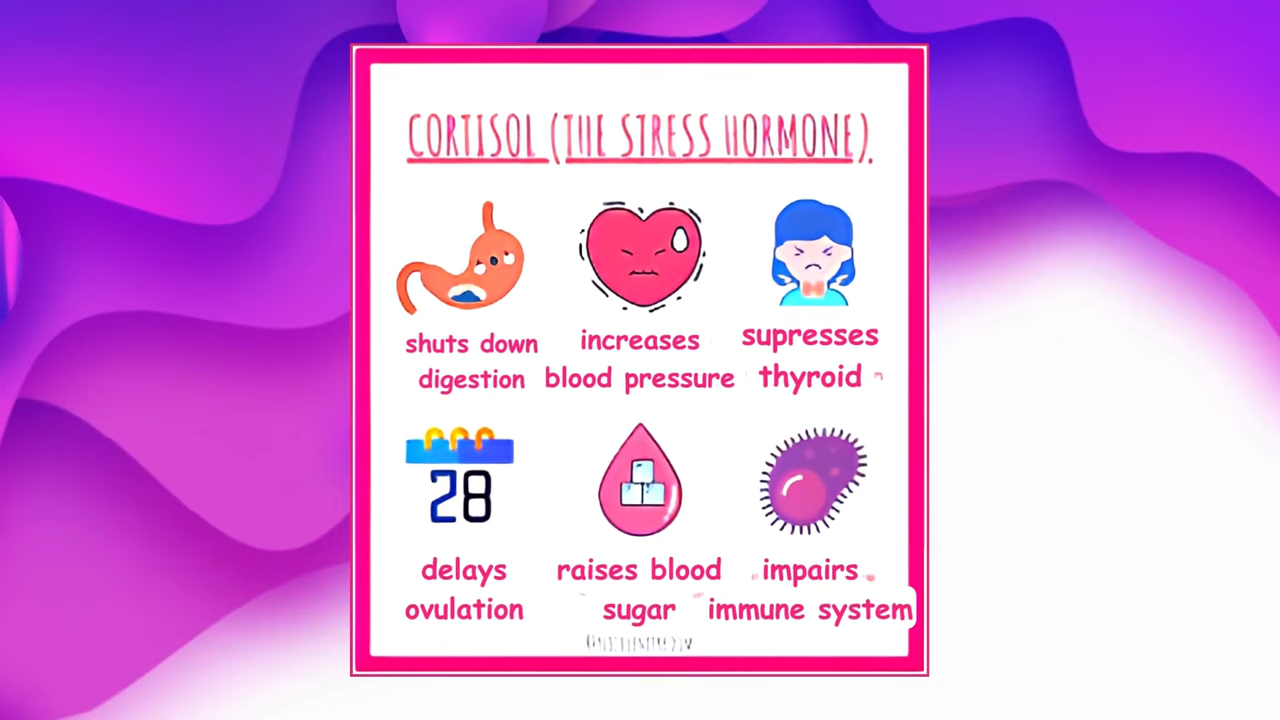 CORTISOL (THE STRESS HORMONE).
shuts down
digestion
increases
blood pressure
supresses
thyroid
28
delays
ovulation
raises blood
sugar
impairs
immune system